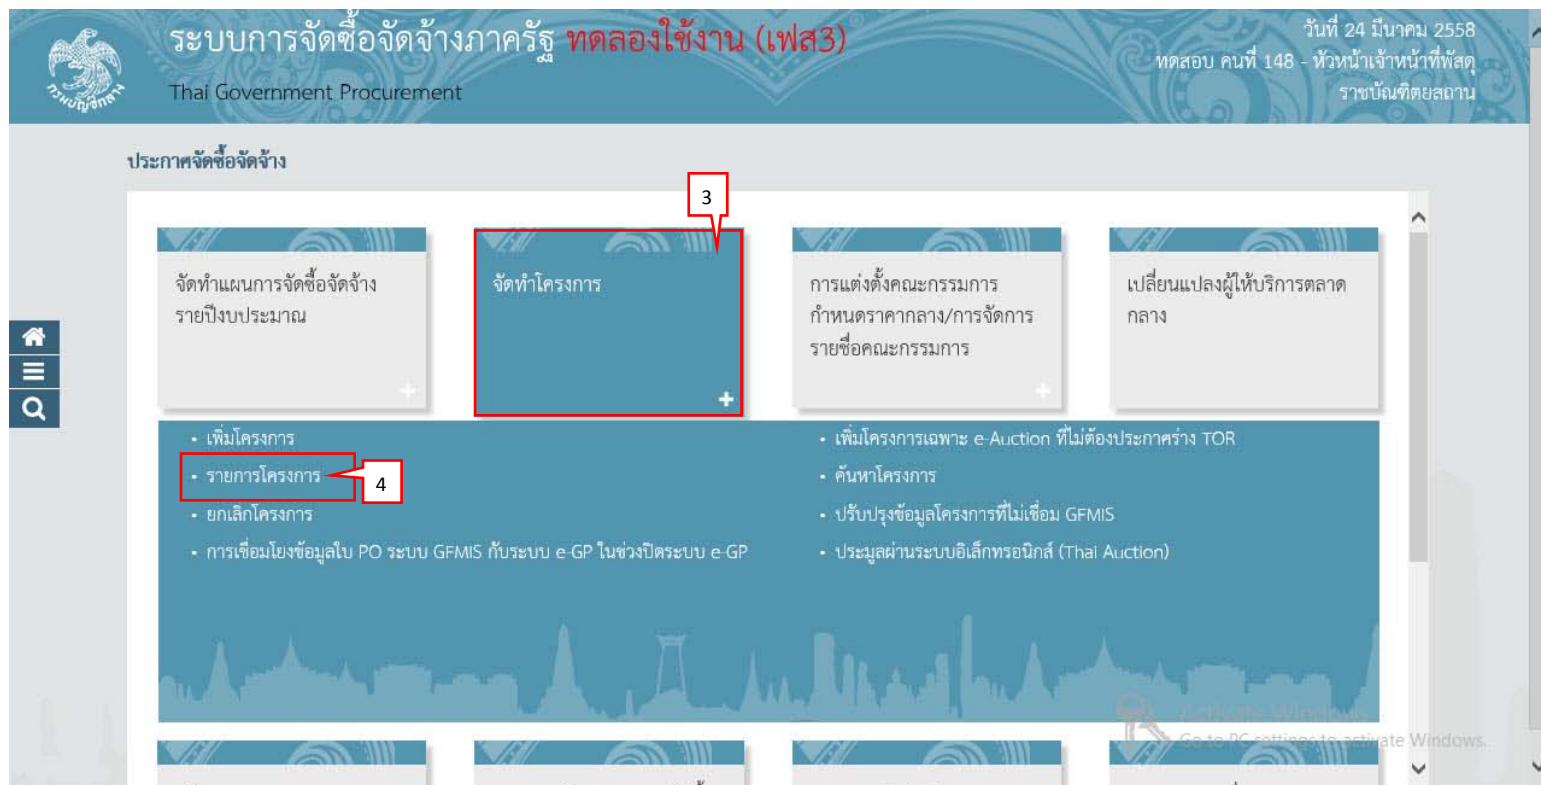 ระบบการจัดซื้อจัดจ้างภาครัฐ ทดลองใช้งาน (เฟส3)
Thai Government Procurement
วันที่ 24 มีนาคม 2558
ทดสอบ คนที่ 148 - หัวหน้าเจ้าหน้าที่พัสดุ
ราชบัณฑิตยสถาน
กรมบัญชีกลาง
ประกาศจัดซื้อจัดจ้าง
3
จัดทำแผนการจัดซื้อจัดจ้าง
รายปีงบประมาณ
จัดทำโครงการ
การแต่งตั้งคณะกรรมการ
กำหนดราคากลาง/การจัดการ
รายชื่อคณะกรรมการ
เปลี่ยนแปลงผู้ให้บริการตลาด
กลาง
• เพิ่มโครงการ
• รายการโครงการ
4
• ยกเลิกโครงการ
• การเชื่อมโยงข้อมูลใบ PO ระบบ GFMIS กับระบบ e-GP ในช่วงปิดระบบ e-GP
• เพิ่มโครงการเฉพาะ e-Auction ที่ไม่ต้องประกาศร่าง TOR
• ค้นหาโครงการ
• ปรับปรุงข้อมูลโครงการที่ไม่เชื่อม GFMIS
• ประมูลผ่านระบบอิเล็กทรอนิกส์ (Thai Auction)
Activate Windows
Go to PC settings to activate Windows.